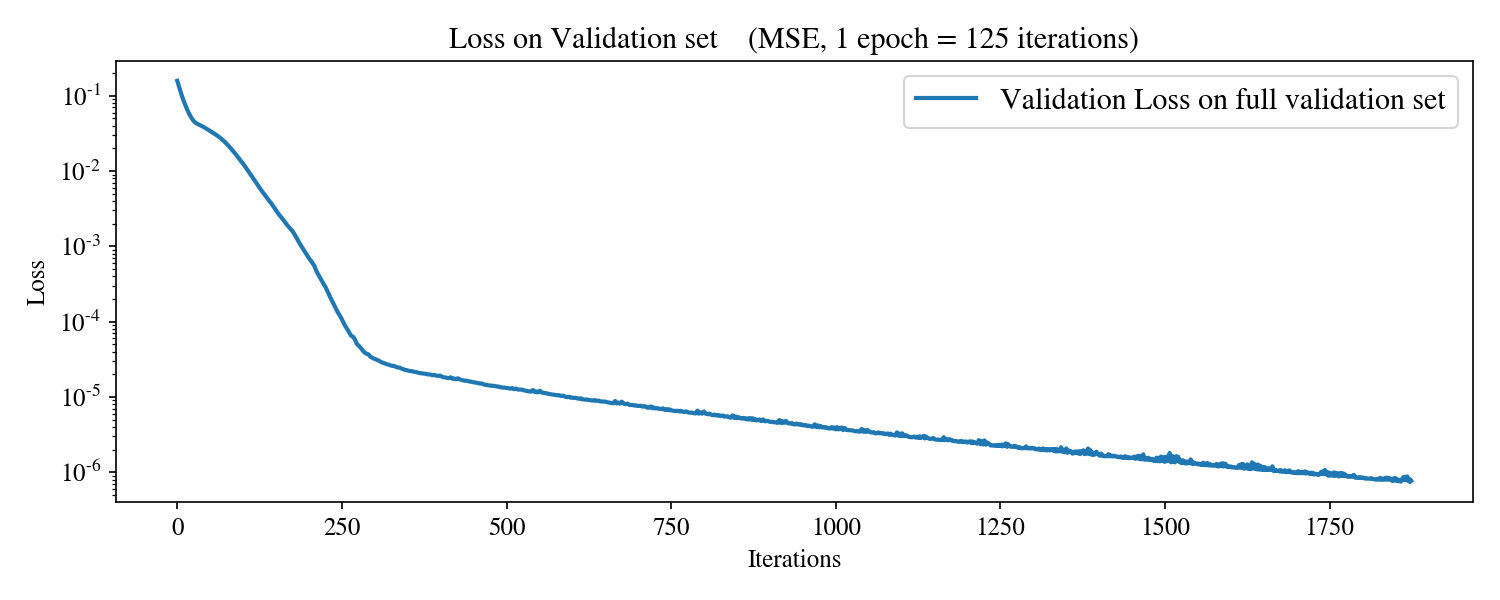 Loss on Validation set (MSE, 1 epoch = 125 iterations)
Validation Loss on full validation set
10^-1
10^-2
10^-3
10^-4
10^-5
10^-6
Loss
0 250 500 750 1000 1250 1500 1750
Iterations